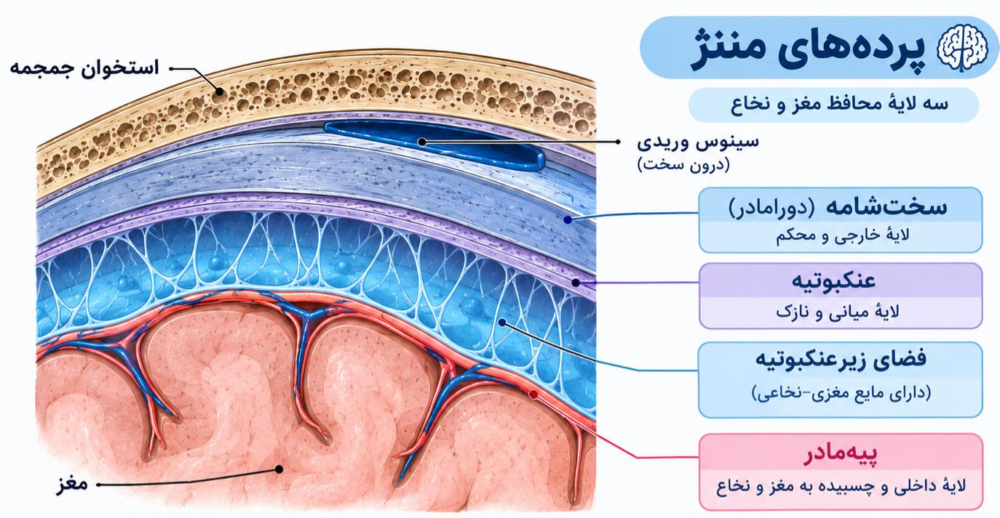 پرده‌های مننژ
سه لایهٔ محافظ مغز و نخاع
استخوان جمجمه
سینوس وریدی
(درون سخت)
سخت‌شامه (دورامادر)
لایهٔ خارجی و محکم
عنکبوتیه
لایهٔ میانی و نازک
فضای زیرعنکبوتیه
(دارای مایع مغزی-نخاعی)
پیه‌مادر
لایهٔ داخلی و چسبیده به مغز و نخاع
مغز